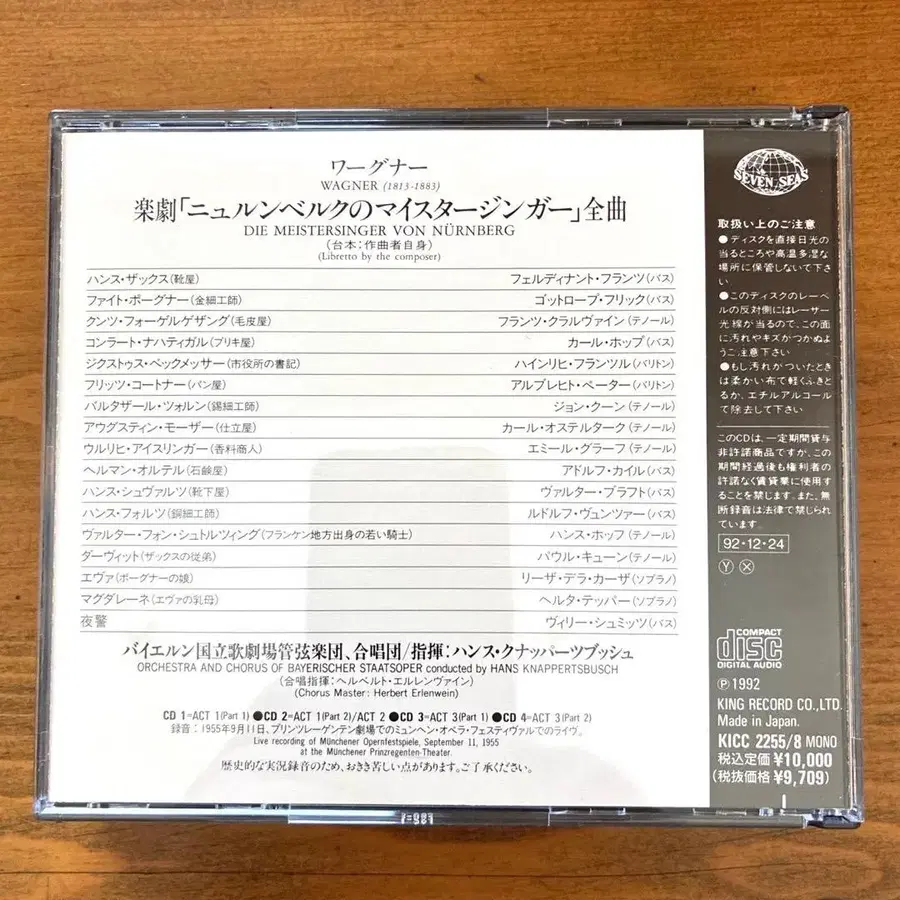 ワーグナー
WAGNER (1813-1883)
楽劇「ニュルンベルクのマイスタージンガー」全曲
DIE MEISTERSINGER VON NÜRNBERG
(台本:作曲者自身)
(Libretto by the composer)
ハンス・ザックス(靴屋) フェルディナント・フランツ(バス)
ファイト・ポーグナー(金細工師) ゴットロープ・フリック(バス)
クンツ・フォーゲルゲザング(毛皮屋) フランツ・クラルヴァイン(テノール)
コンラート・ナハティガル(ブリキ屋) カール・ホップ(バス)
ジクストゥス・ベックメッサー(市役所の書記) ハインリヒ・フランツル(バリトン)
フリッツ・コートナー(パン屋) アルブレヒト・ペーター(バリトン)
バルタザール・ツォルン(錫細工師) ジョン・クーン(テノール)
アウグスティン・モーザー(仕立屋) カール・オステルターク(テノール)
ウルリヒ・アイスリンガー(香料商人) エミール・グラーフ(テノール)
ヘルマン・オルテル(石鹸屋) アドルフ・カイル(バス)
ハンス・シュヴァルツ(靴下屋) ヴァルター・ブラフト(バス)
ハンス・フォルツ(銅細工師) ルドルフ・ヴュンツァー(バス)
ヴァルター・フォン・シュトルツィング(フランケン地方出身の若い騎士) ハンス・ホップ(テノール)
ダーヴィット(ザックスの従弟) パウル・キューン(テノール)
エヴァ(ポーグナーの娘) リーザ・デラ・カーザ(ソプラノ)
マグダレーネ(エヴァの乳母) ヘルタ・テッパー(ソプラノ)
夜警 ヴィリー・シュミッツ(バス)
バイエルン国立歌劇場管弦楽団、合唱団/指揮:ハンス・クナッパーツブッシュ
ORCHESTRA AND CHORUS OF BAYERISCHER STAATSOPER conducted by HANS KNAPPERTSBUSCH
(合唱指揮:ヘルベルト・エルレンヴァイン)
(Chorus Master: Herbert Erlenwein)
CD 1=ACT 1(Part 1) ●CD 2=ACT 1(Part 2)/ACT 2 ●CD 3=ACT 3(Part 1) ●CD 4=ACT 3(Part 2)
録音:1955年9月11日、プリンツレーゲンテン劇場でのミュンヘン・オペラ・フェスティヴァルでのライヴ。
Live recording of Münchener Opernfestspiele, September 11, 1955
at the Münchener Prinzregenten-Theater.
歴史的な実況録音のため、おきき苦しい点があります。ご了承ください。
SEVEN SEAS
取扱い上のご注意
●ディスクを直接日光の
当るところや高温多湿な
場所に保管しないで下さ
い
●このディスクのレーベ
ルの反対側にはレーザー
光線が当るので、この面
に汚れやキズがつかぬよ
うご注意下さい
●もし汚れがついたとき
は柔かい布で軽くふきと
るか、エチルアルコール
で除去して下さい
このCDは、一定期間貸与
非許諾商品ですが、この
期間経過後も権利者の
許諾なく賃貸業に使用す
ることを禁じます。また、無
断録音は法律で禁じられ
ています。
92・12・24
Ⓨ Ⓧ
COMPACT
disc
DIGITAL AUDIO
Ⓟ 1992
KING RECORD CO.,LTD.
Made in Japan.
KICC 2255/8 MONO
税込定価¥10,000
(税抜価格¥9,709)